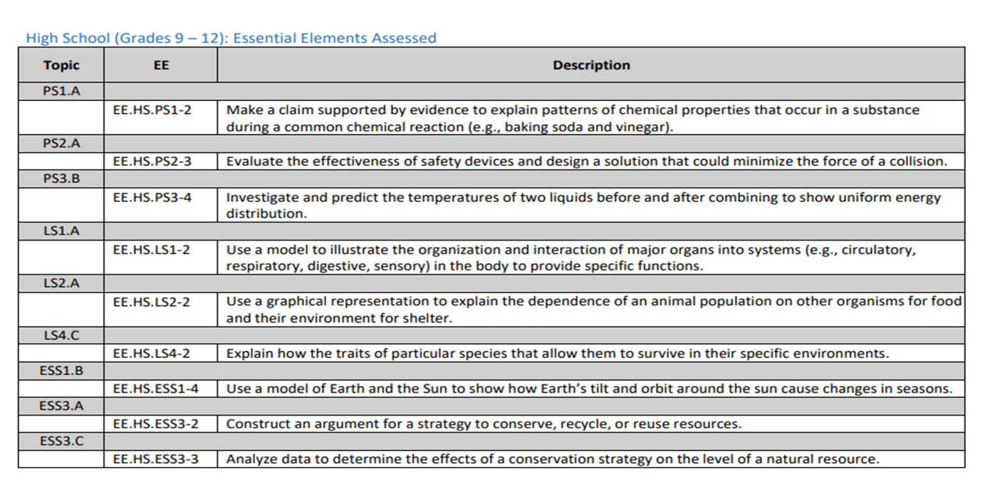 High School (Grades 9 – 12): Essential Elements Assessed
Topic EE Description
PS1.A
EE.HS.PS1-2 Make a claim supported by evidence to explain patterns of chemical properties that occur in a substance
during a common chemical reaction (e.g., baking soda and vinegar).
PS2.A
EE.HS.PS2-3 Evaluate the effectiveness of safety devices and design a solution that could minimize the force of a collision.
PS3.B
EE.HS.PS3-4 Investigate and predict the temperatures of two liquids before and after combining to show uniform energy
distribution.
LS1.A
EE.HS.LS1-2 Use a model to illustrate the organization and interaction of major organs into systems (e.g., circulatory,
respiratory, digestive, sensory) in the body to provide specific functions.
LS2.A
EE.HS.LS2-2 Use a graphical representation to explain the dependence of an animal population on other organisms for food
and their environment for shelter.
LS4.C
EE.HS.LS4-2 Explain how the traits of particular species that allow them to survive in their specific environments.
ESS1.B
EE.HS.ESS1-4 Use a model of Earth and the Sun to show how Earth’s tilt and orbit around the sun cause changes in seasons.
ESS3.A
EE.HS.ESS3-2 Construct an argument for a strategy to conserve, recycle, or reuse resources.
ESS3.C
EE.HS.ESS3-3 Analyze data to determine the effects of a conservation strategy on the level of a natural resource.